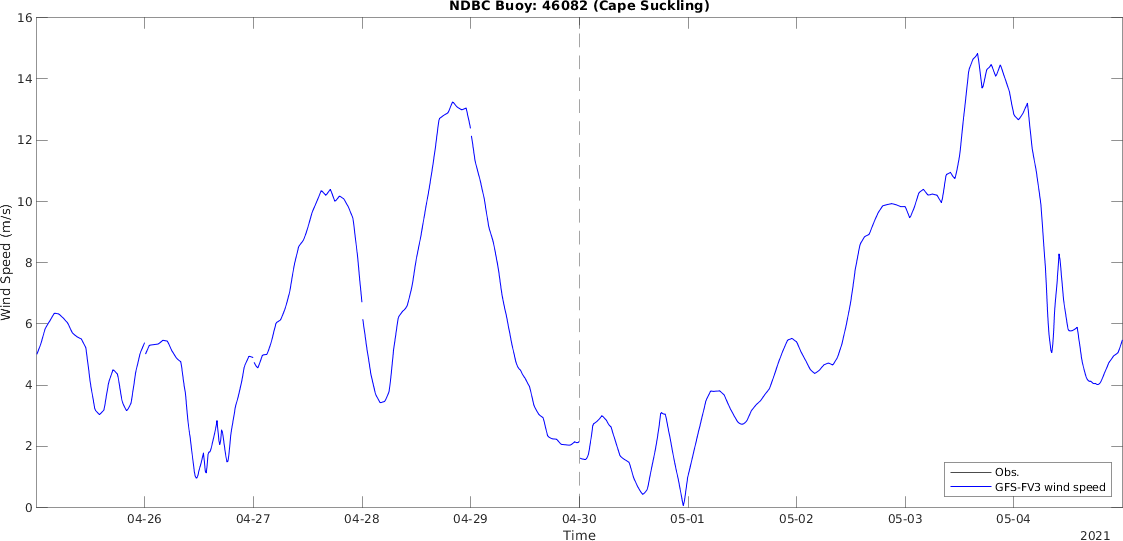 NDBC Buoy: 46082 (Cape Suckling)
16
14
12
10
8
6
4
2
0
Wind Speed (m/s)
04-26 04-27 04-28 04-29 04-30 05-01 05-02 05-03 05-04
Time
2021
Obs.
GFS-FV3 wind speed